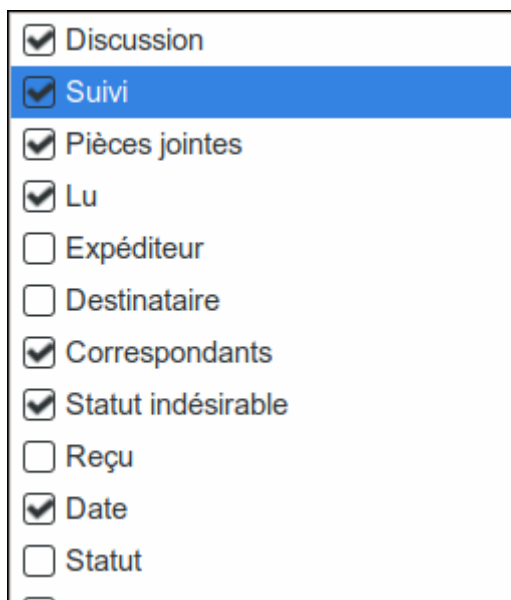 Discussion
Suivi
Pièces jointes
Lu
Expéditeur
Destinataire
Correspondants
Statut indésirable
Reçu
Date
Statut